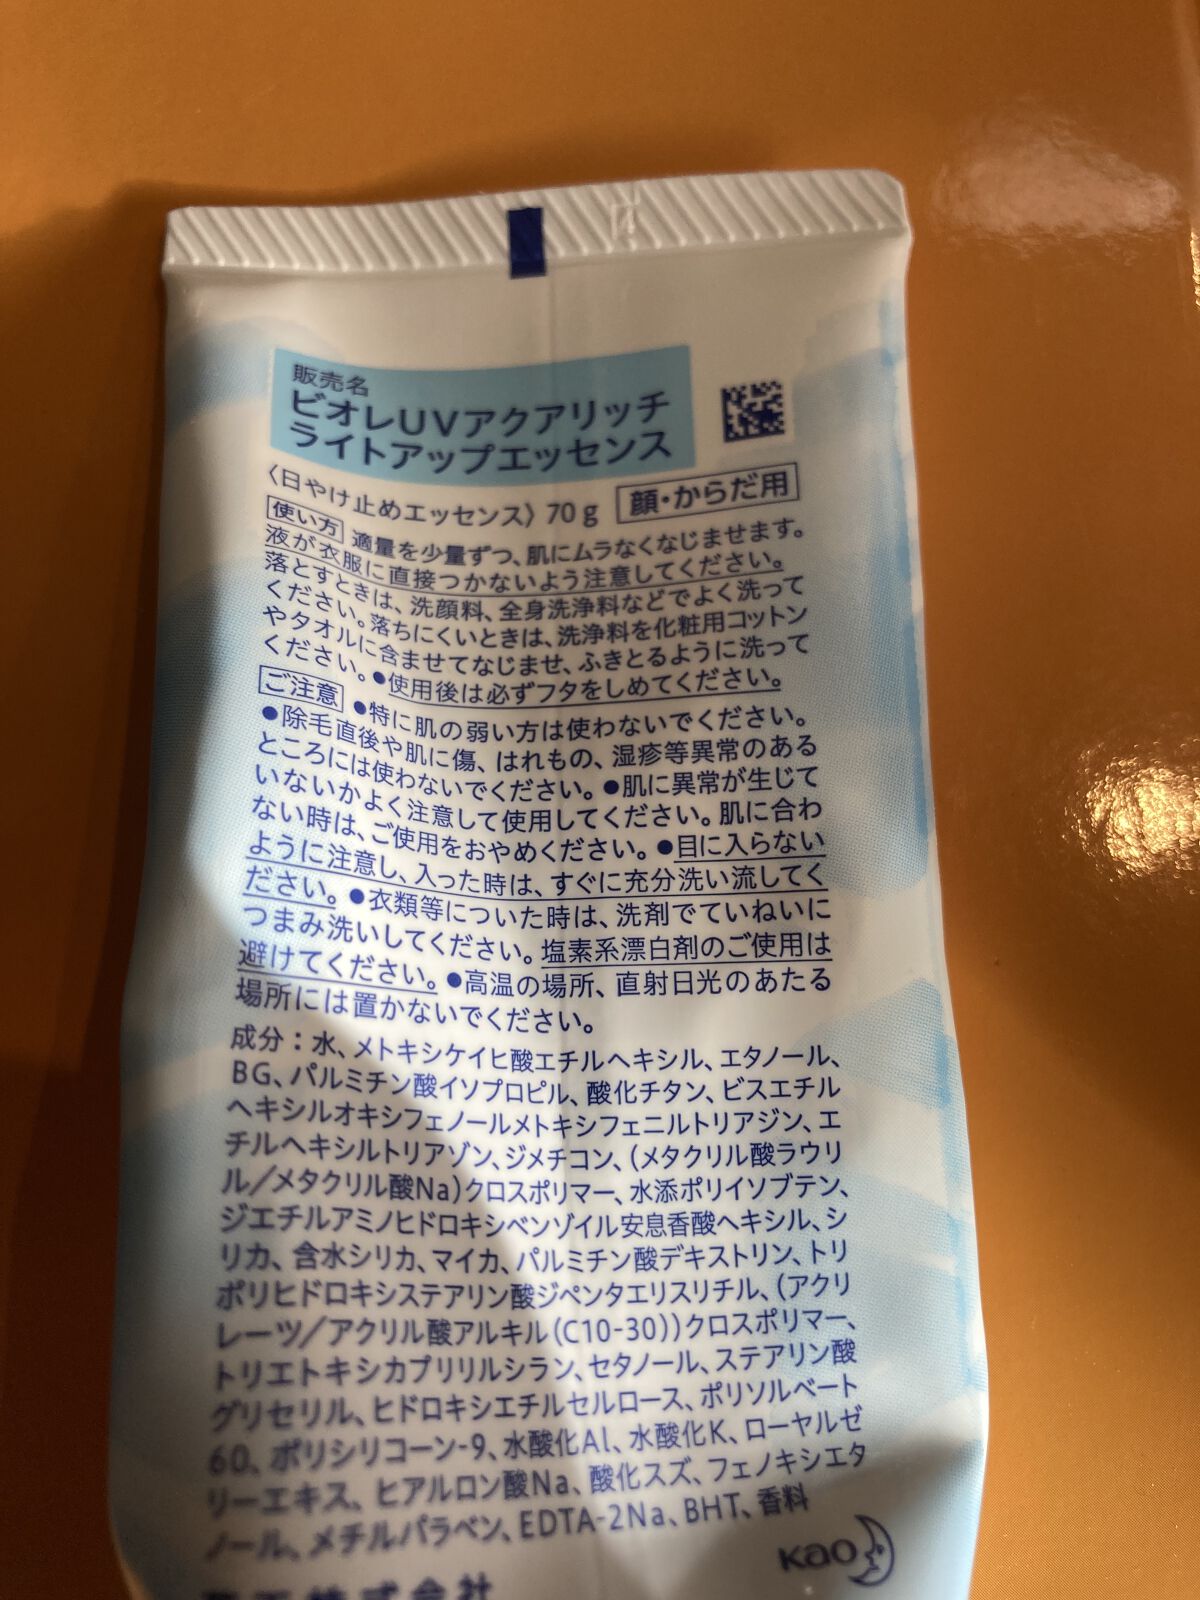 販売名
ビオレUVアクアリッチ
ライトアップエッセンス
〈日やけ止めエッセンス〉70g 顔・からだ用
使い方 適量を少量ずつ、肌にムラなくなじませます。
液が衣服に直接つかないよう注意してください。
落とすときは、洗顔料、全身洗浄料などでよく洗って
ください。落ちにくいときは、洗浄料を化粧用コットン
やタオルに含ませてなじませ、ふきとるように洗って
ください。●使用後は必ずフタをしめてください。
ご注意 ●特に肌の弱い方は使わないでください。
●除毛直後や肌に傷、はれもの、湿疹等異常のある
ところには使わないでください。●肌に異常が生じて
いないかよく注意して使用してください。肌に合わ
ない時は、ご使用をおやめください。●目に入らない
ように注意し、入った時は、すぐに充分洗い流してく
ださい。●衣類等についた時は、洗剤でていねいに
つまみ洗いしてください。塩素系漂白剤のご使用は
避けてください。●高温の場所、直射日光のあたる
場所には置かないでください。
成分：水、メトキシケイヒ酸エチルヘキシル、エタノール、
BG、パルミチン酸イソプロピル、酸化チタン、ビスエチル
ヘキシルオキシフェノールメトキシフェニルトリアジン、エ
チルヘキシルトリアゾン、ジメチコン、(メタクリル酸ラウリ
ル/メタクリル酸Na)クロスポリマー、水添ポリイソブテン、
ジエチルアミノヒドロキシベンゾイル安息香酸ヘキシル、シ
リカ、含水シリカ、マイカ、パルミチン酸デキストリン、トリ
ポリヒドロキシステアリン酸ジペンタエリスリチル、(アクリ
レーツ/アクリル酸アルキル(C10-30))クロスポリマー、
トリエトキシカプリリルシラン、セタノール、ステアリン酸
グリセリル、ヒドロキシエチルセルロース、ポリソルベート
60、ポリシリコーン-9、水酸化Al、水酸化K、ローヤルゼ
リーエキス、ヒアルロン酸Na、酸化スズ、フェノキシエタ
ノール、メチルパラベン、EDTA-2Na、BHT、香料
kao
株式会社